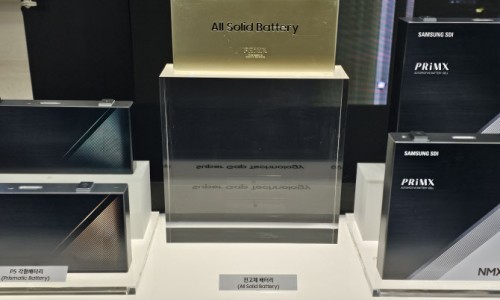 All Solid Battery
PRiMX
SAMSUNG SDI
PRiMX
SAMSUNG SDI
PRiMX
NMX
P5 각형배터리
(Prismatic Battery)
전고체 배터리
(All Solid Battery)